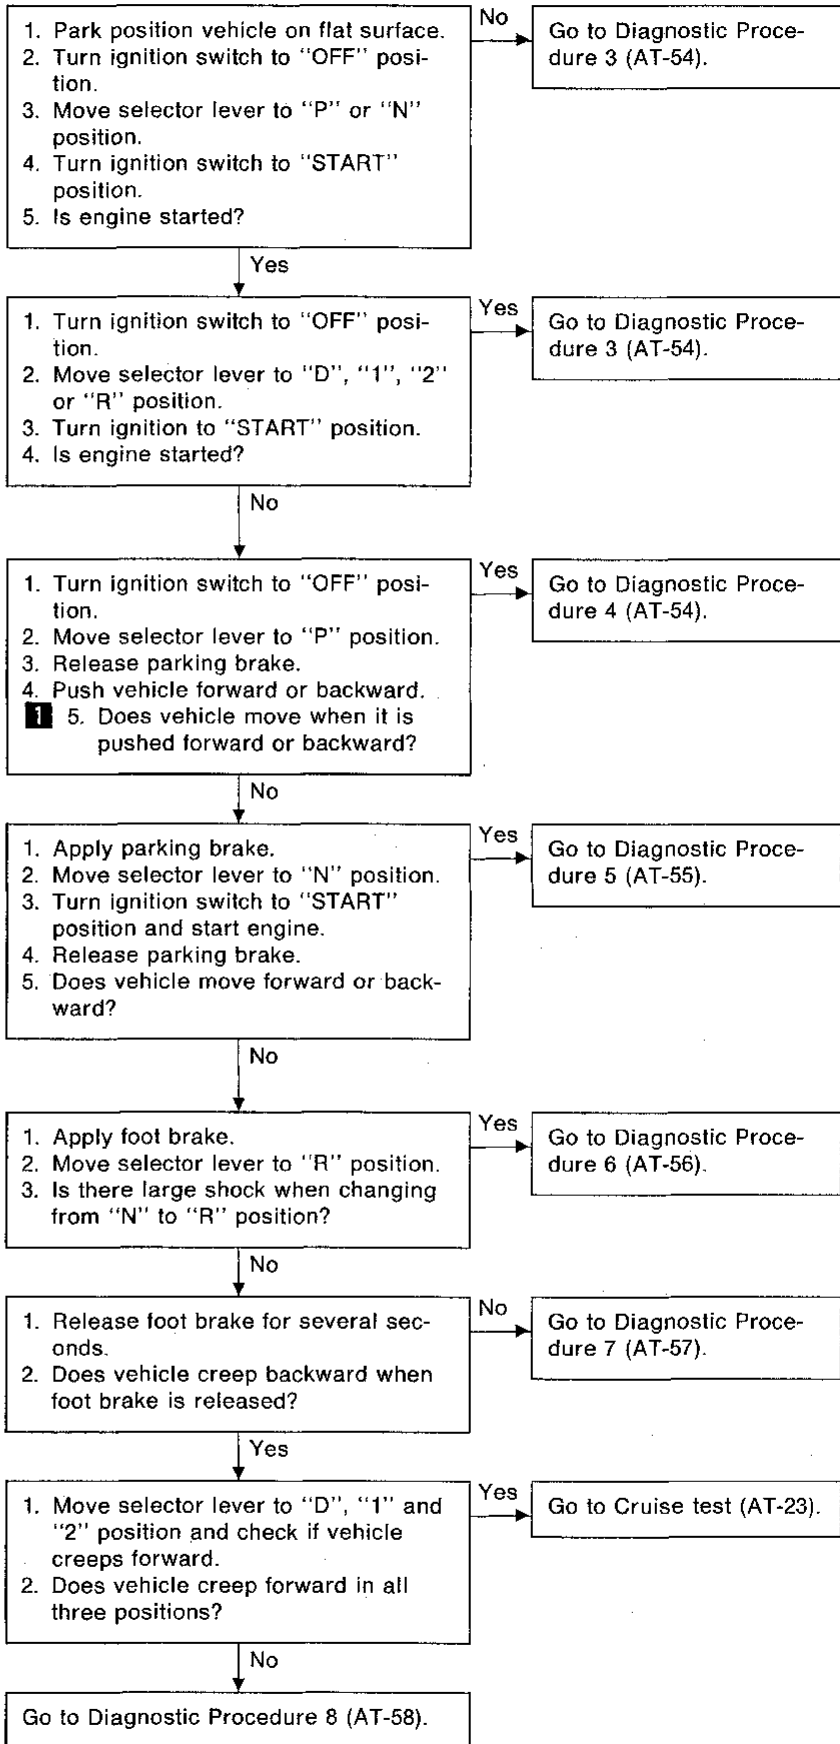 1. Park position vehicle on flat surface.
2. Turn ignition switch to "OFF" posi-
tion.
3. Move selector lever to "P" or "N"
position.
4. Turn ignition switch to "START"
position.
5. Is engine started?
No
Go to Diagnostic Proce-
dure 3 (AT-54).
Yes
1. Turn ignition switch to "OFF" posi-
tion.
2. Move selector lever to "D", "1", "2"
or "R" position.
3. Turn ignition to "START" position.
4. Is engine started?
Yes
Go to Diagnostic Proce-
dure 3 (AT-54).
No
1. Turn ignition switch to "OFF" posi-
tion.
2. Move selector lever to "P" position.
3. Release parking brake.
4. Push vehicle forward or backward.
1 5. Does vehicle move when it is
pushed forward or backward?
Yes
Go to Diagnostic Proce-
dure 4 (AT-54).
No
1. Apply parking brake.
2. Move selector lever to "N" position.
3. Turn ignition switch to "START"
position and start engine.
4. Release parking brake.
5. Does vehicle move forward or back-
ward?
Yes
Go to Diagnostic Proce-
dure 5 (AT-55).
No
1. Apply foot brake.
2. Move selector lever to "R" position.
3. Is there large shock when changing
from "N" to "R" position?
Yes
Go to Diagnostic Proce-
dure 6 (AT-56).
No
1. Release foot brake for several sec-
onds.
2. Does vehicle creep backward when
foot brake is released?
No
Go to Diagnostic Proce-
dure 7 (AT-57).
Yes
1. Move selector lever to "D", "1" and
"2" position and check if vehicle
creeps forward.
2. Does vehicle creep forward in all
three positions?
Yes
Go to Cruise test (AT-23).
No
Go to Diagnostic Procedure 8 (AT-58).